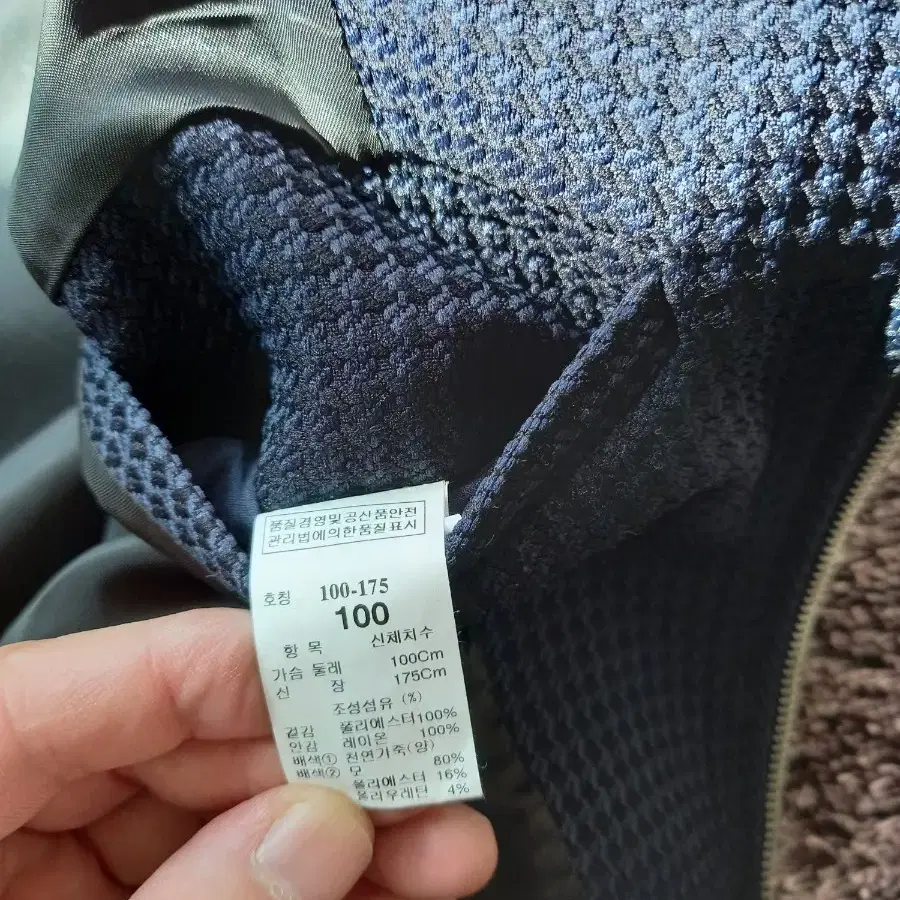 품질경영및공산품안전
관리법에의한품질표시
호칭 100-175
100
항 목 신체치수
가슴 둘레 100Cm
신 장 175Cm
조성섬유 (%)
겉감 폴리에스터100%
안감 레이온 100%
배색① 천연가죽(양)
배색② 모 80%
폴리에스터 16%
폴리우레탄 4%